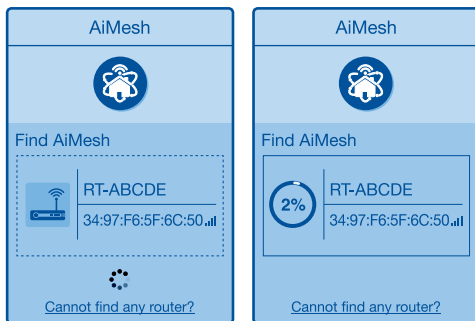 AiMesh
Find AiMesh
RT-ABCDE
34:97:F6:5F:6C:50
Cannot find any router?
AiMesh
Find AiMesh
2%
RT-ABCDE
34:97:F6:5F:6C:50
Cannot find any router?